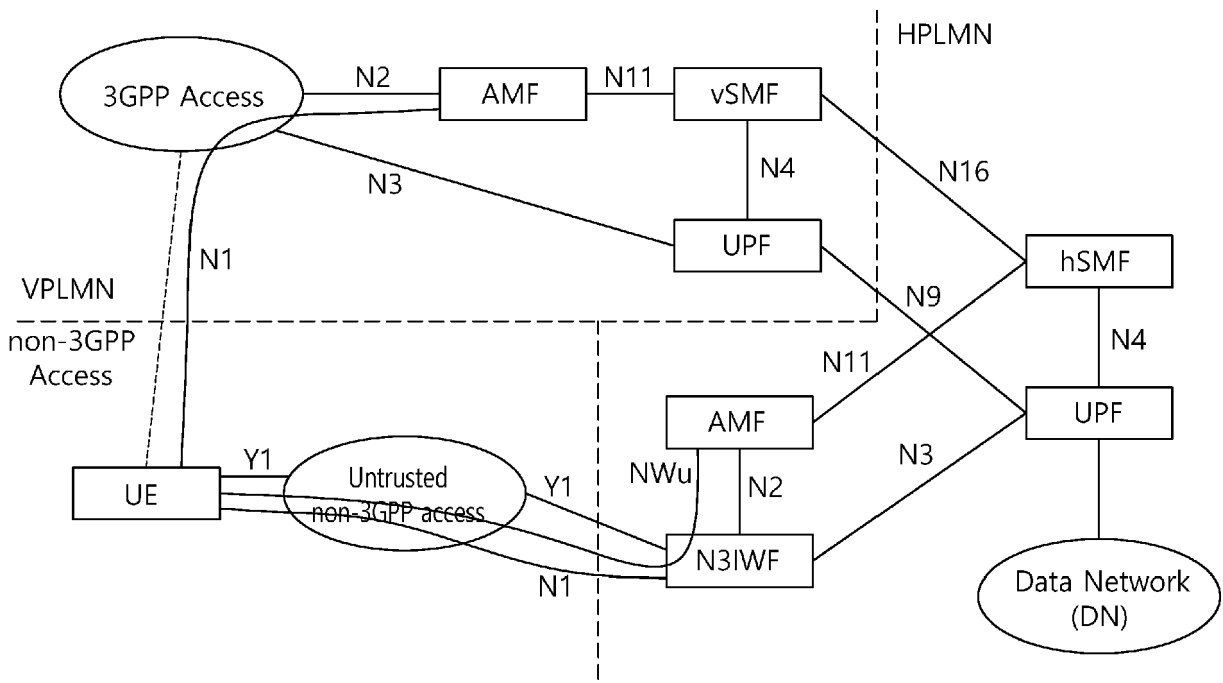 HPLMN
3GPP Access
N2
AMF
N11
vSMF
N4
N16
N3
N1
UPF
hSMF
VPLMN
N9
non-3GPP
Access
N11
N4
AMF
UPF
Y1
Untrusted
non-3GPP access
Y1
NWu
N2
N3
UE
N3IWF
N1
Data Network
(DN)